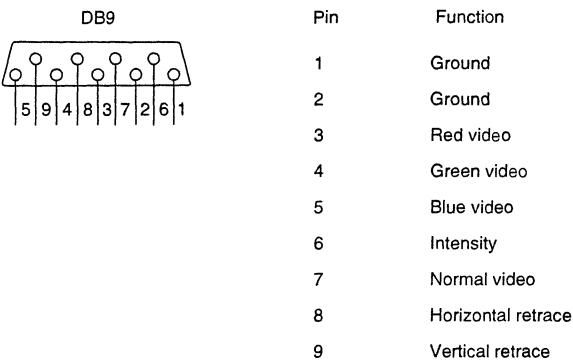 DB9
5 9 4 8 3 7 2 6 1
Pin Function
1 Ground
2 Ground
3 Red video
4 Green video
5 Blue video
6 Intensity
7 Normal video
8 Horizontal retrace
9 Vertical retrace